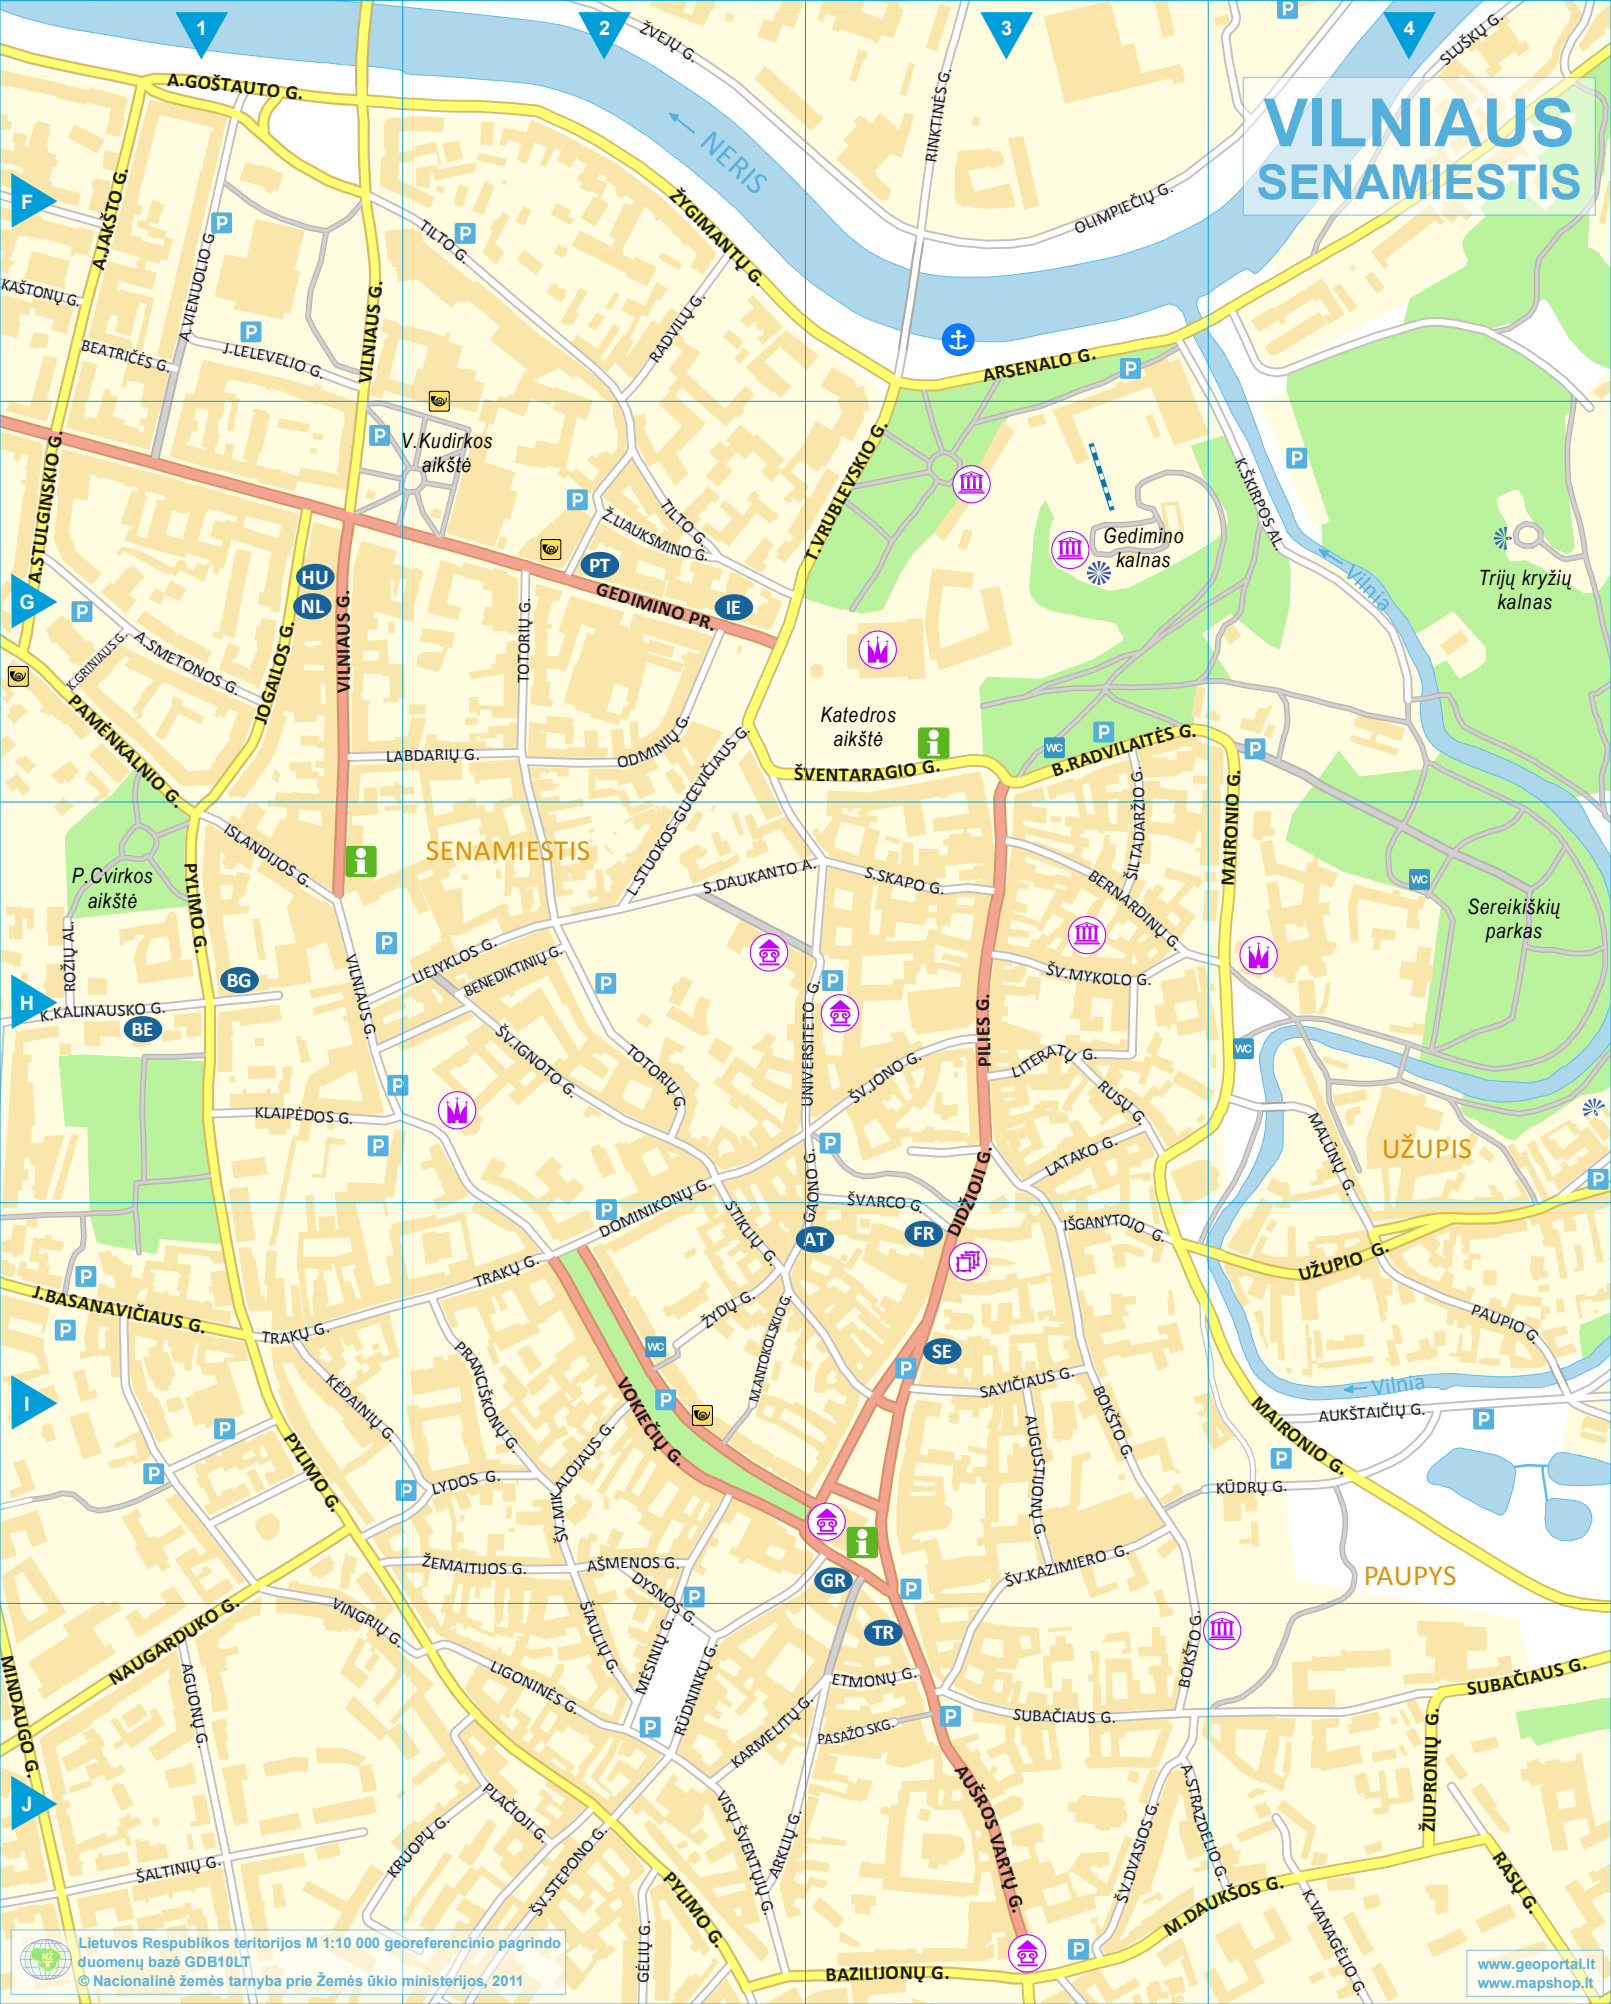 1
2
3
4
VILNIAUS
SENAMIESTIS
ŽVEJŲ G.
SLUŠKŲ G.
A.GOŠTAUTO G.
RINKTINĖS G.
← NERIS
F
A.JAKŠTO G.
P
P
P
TILTO G.
ŽYGIMANTŲ G.
OLIMPIEČIŲ G.
A.VIENUOLIO G.
KAŠTONŲ G.
VILNIAUS G.
RADVILŲ G.
P
BEATRIČĖS G.
J.LELEVELIO G.
ARSENALO G.
P
V.Kudirkos
aikštė
P
P
P
A.STULGINSKIO G.
T.VRUBLEVSKIO G.
K.ŠKIRPOS AL.
TILTO G.
Ž.LIAUKSMINO G.
Gedimino
kalnas
Trijų kryžių
kalnas
← Vilnia
HU
NL
PT
IE
G
P
GEDIMINO PR.
VILNIAUS G.
TOTORIŲ G.
K.GRINIAUS G.
A.SMETONOS G.
JOGAILOS G.
PAMĖNKALNIO G.
Katedros
aikštė
i
WC
P
P
LABDARIŲ G.
ODMINIŲ G.
L.STUOKOS-GUCEVIČIAUS G.
ŠVENTARAGIO G.
B.RADVILAITĖS G.
ŠILTADARŽIO G.
MAIRONIO G.
ISLANDIJOS G.
i
SENAMIESTIS
P.Cvirkos
aikštė
PYLIMO G.
S.DAUKANTO A.
S.SKAPO G.
BERNARDINŲ G.
WC
Sereikiškių
parkas
ROŽIŲ AL.
P
VILNIAUS G.
LIEJYKLOS G.
BENEDIKTINIŲ G.
P
P
ŠV.MYKOLO G.
BG
BE
H
K.KALINAUSKO G.
UNIVERSITETO G.
PILIES G.
ŠV.IGNOTO G.
TOTORIŲ G.
ŠV.JONO G.
LITERATŲ G.
RUSŲ G.
WC
P
KLAIPĖDOS G.
P
P
LATAKO G.
MALŪNŲ G.
UŽUPIS
P
GAONO G.
DIDŽIOJI G.
DOMINIKONŲ G.
P
STIKLIŲ G.
ŠVARCO G.
AT
FR
IŠGANYTOJO G.
UŽUPIO G.
P
TRAKŲ G.
J.BASANAVIČIAUS G.
P
TRAKŲ G.
ŽYDŲ G.
M.ANTOKOLSKIO G.
PAUPIO G.
WC
SE
P
PRANCIŠKONŲ G.
KĖDAINIŲ G.
VOKIEČIŲ G.
P
SAVIČIAUS G.
BOKŠTO G.
← Vilnia
I
AUKŠTAIČIŲ G.
P
P
MAIRONIO G.
P
P
PYLIMO G.
P
LYDOS G.
ŠV.MIKALOJAUS G.
AUGUSTIJONŲ G.
KŪDRŲ G.
ŽEMAITIJOS G.
AŠMENOS G.
i
GR
P
ŠV.KAZIMIERO G.
PAUPYS
DYSNOS G.
P
NAUGARDUKO G.
VINGRIŲ G.
ŠIAULIŲ G.
MĖSINIŲ G.
RŪDNINKŲ G.
TR
BOKŠTO G.
MINDAUGO G.
AGUONŲ G.
LIGONINĖS G.
P
ETMONŲ G.
P
SUBAČIAUS G.
SUBAČIAUS G.
KARMELITŲ G.
PASAŽO SKG.
J
PLAČIOJI G.
KRUOPŲ G.
VISŲ ŠVENTŲJŲ G.
ARKLIŲ G.
AUŠROS VARTŲ G.
A.STRAZDELIO G.
ŠV.DVASIOS G.
ŽIUPRONIŲ G.
ŠALTINIŲ G.
ŠV.STEPONO G.
PYLIMO G.
GĖLIŲ G.
M.DAUKŠOS G.
K.VANAGĖLIO G.
RASŲ G.
P
BAZILIJONŲ G.
NŽT
Lietuvos Respublikos teritorijos M 1:10 000 georeferencinio pagrindo
duomenų bazė GDB10LT
© Nacionalinė žemės tarnyba prie Žemės ūkio ministerijos, 2011
www.geoportal.lt
www.mapshop.lt